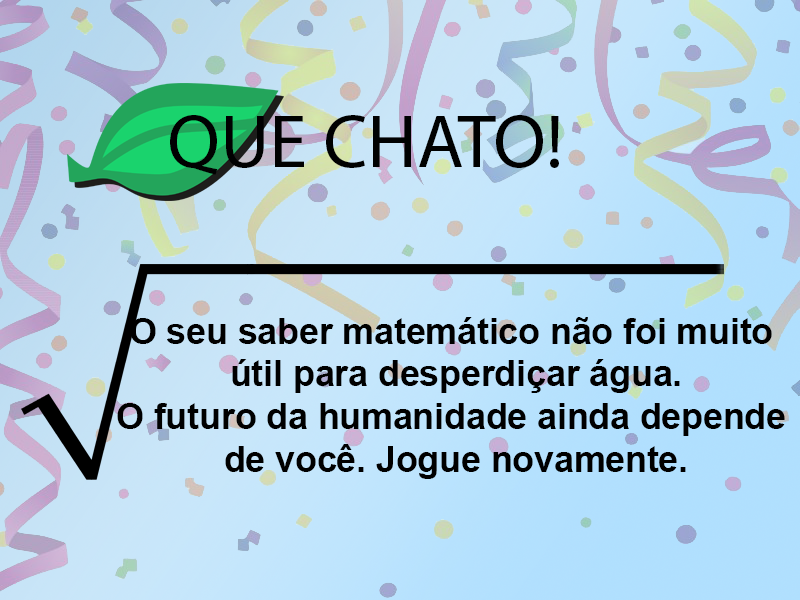 QUE CHATO!
O seu saber matemático não foi muito
útil para desperdiçar água.
O futuro da humanidade ainda depende
de você. Jogue novamente.